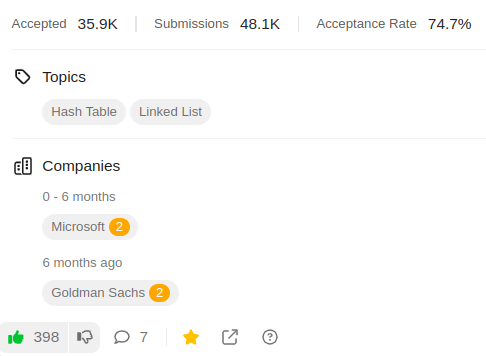 Accepted 35.9K Submissions 48.1K Acceptance Rate 74.7%
Topics
Hash Table Linked List
Companies
0 - 6 months
Microsoft 2
6 months ago
Goldman Sachs 2
398 7